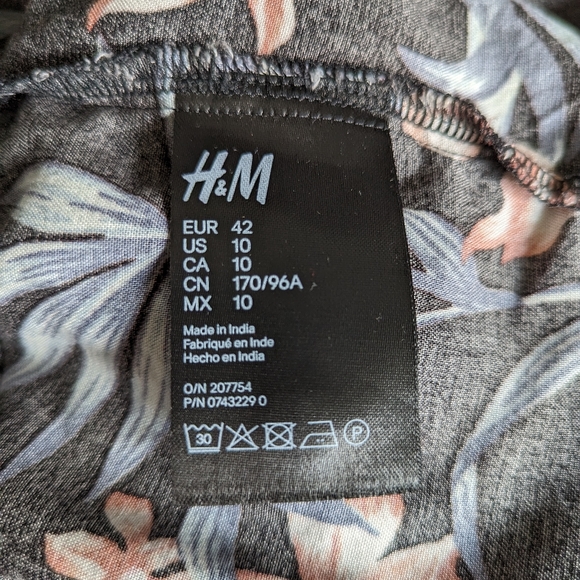 H&M
EUR 42
US 10
CA 10
CN 170/96A
MX 10
Made in India
Fabriqué en Inde
Hecho en India
O/N 207754
P/N 0743229 0
30 P